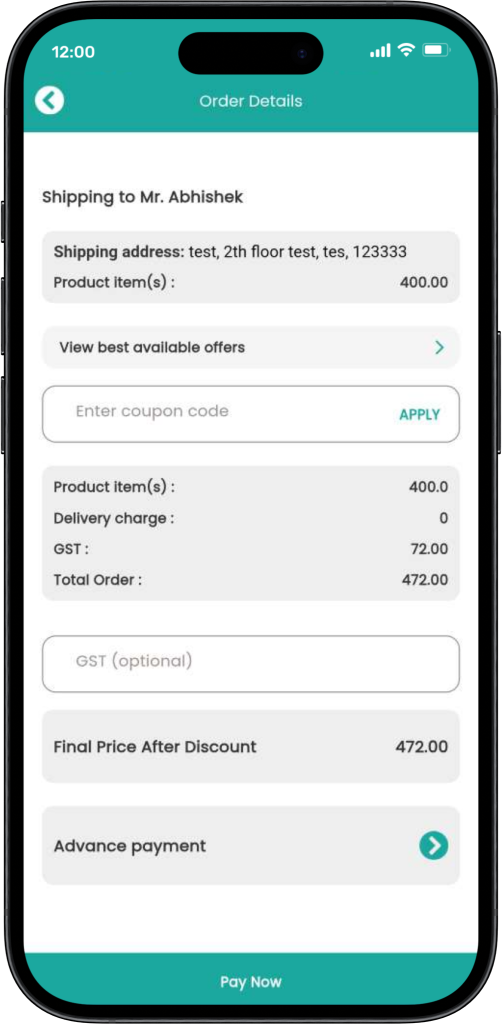 12:00
Order Details
Shipping to Mr. Abhishek
Shipping address: test, 2th floor test, tes, 123333
Product item(s) : 400.00
View best available offers
Enter coupon code APPLY
Product item(s) : 400.0
Delivery charge : 0
GST : 72.00
Total Order : 472.00
GST (optional)
Final Price After Discount 472.00
Advance payment
Pay Now